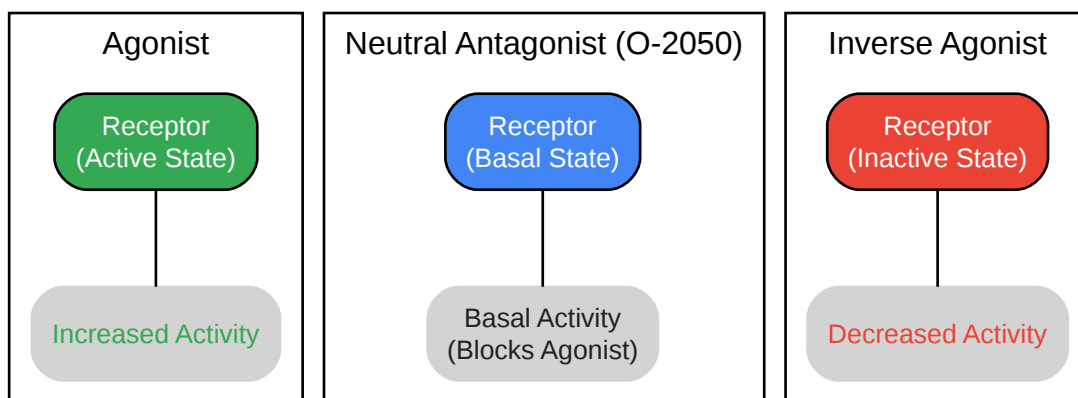 Agonist
Receptor
(Active State)
Increased Activity
Neutral Antagonist (O-2050)
Receptor
(Basal State)
Basal Activity
(Blocks Agonist)
Inverse Agonist
Receptor
(Inactive State)
Decreased Activity